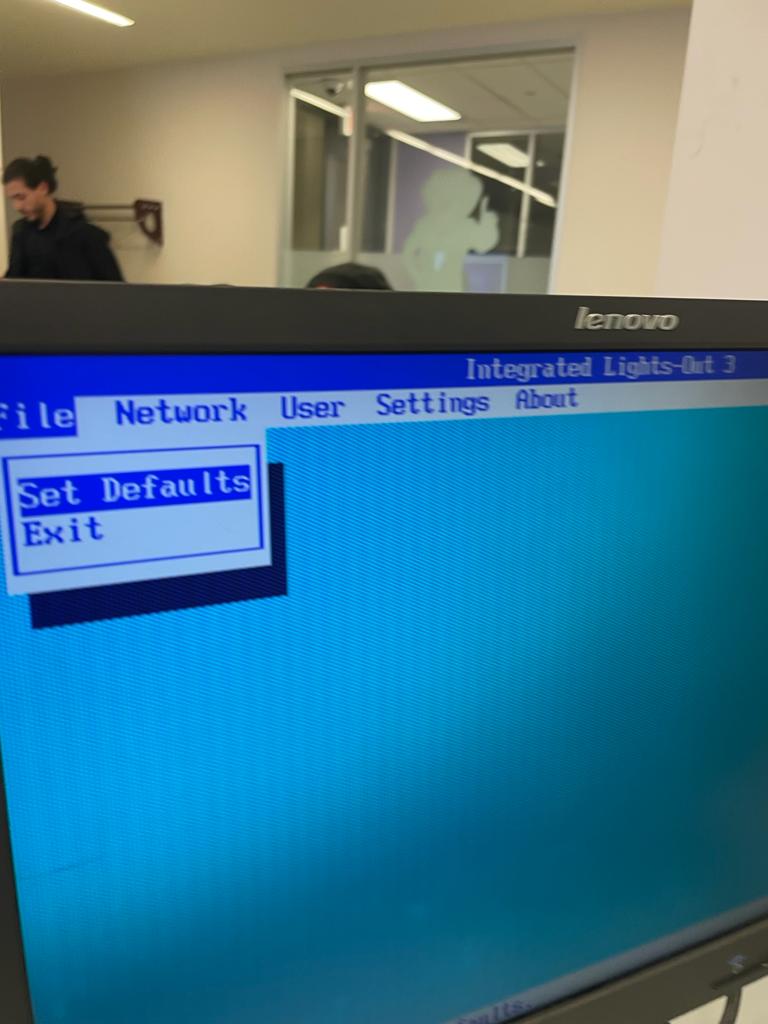 lenovo
Integrated Lights-Out 3
File Network User Settings About
Set Defaults
Exit